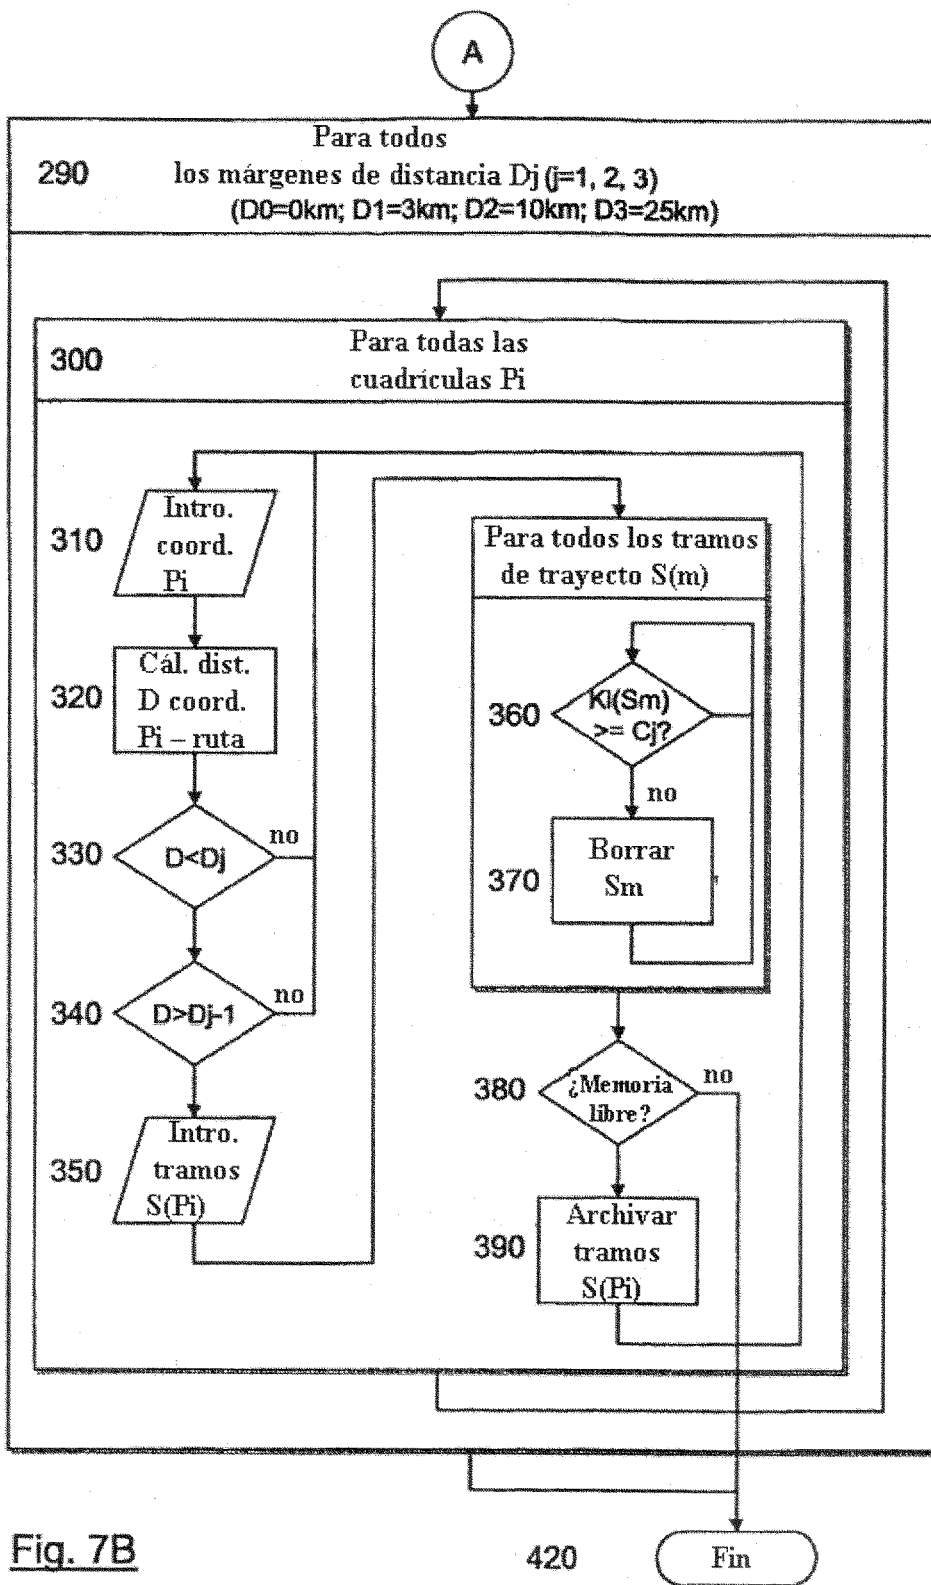 A
Para todos
290
los márgenes de distancia Dj (j=1, 2, 3)
(D0=0km; D1=3km; D2=10km; D3=25km)
300
Para todas las
cuadrículas Pi
310
Intro.
coord.
Pi
320
Cál. dist.
D coord.
Pi – ruta
330
D<Dj
no
340
D>Dj-1
no
350
Intro.
tramos
S(Pi)
Para todos los tramos
de trayecto S(m)
360
Kl(Sm)
>= Cj?
no
370
Borrar
Sm
380
¿Memoria
libre?
no
390
Archivar
tramos
S(Pi)
Fig. 7B
420
Fin